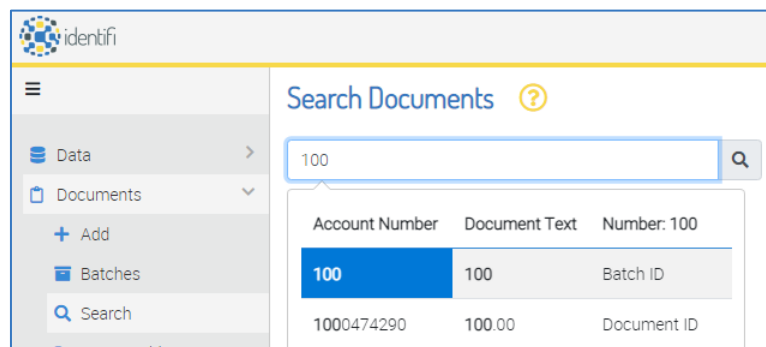 identifi
Search Documents ?
Data
100
Documents
Account Number Document Text Number: 100
Add
100 100 Batch ID
Batches
Search
1000474290 100.00 Document ID